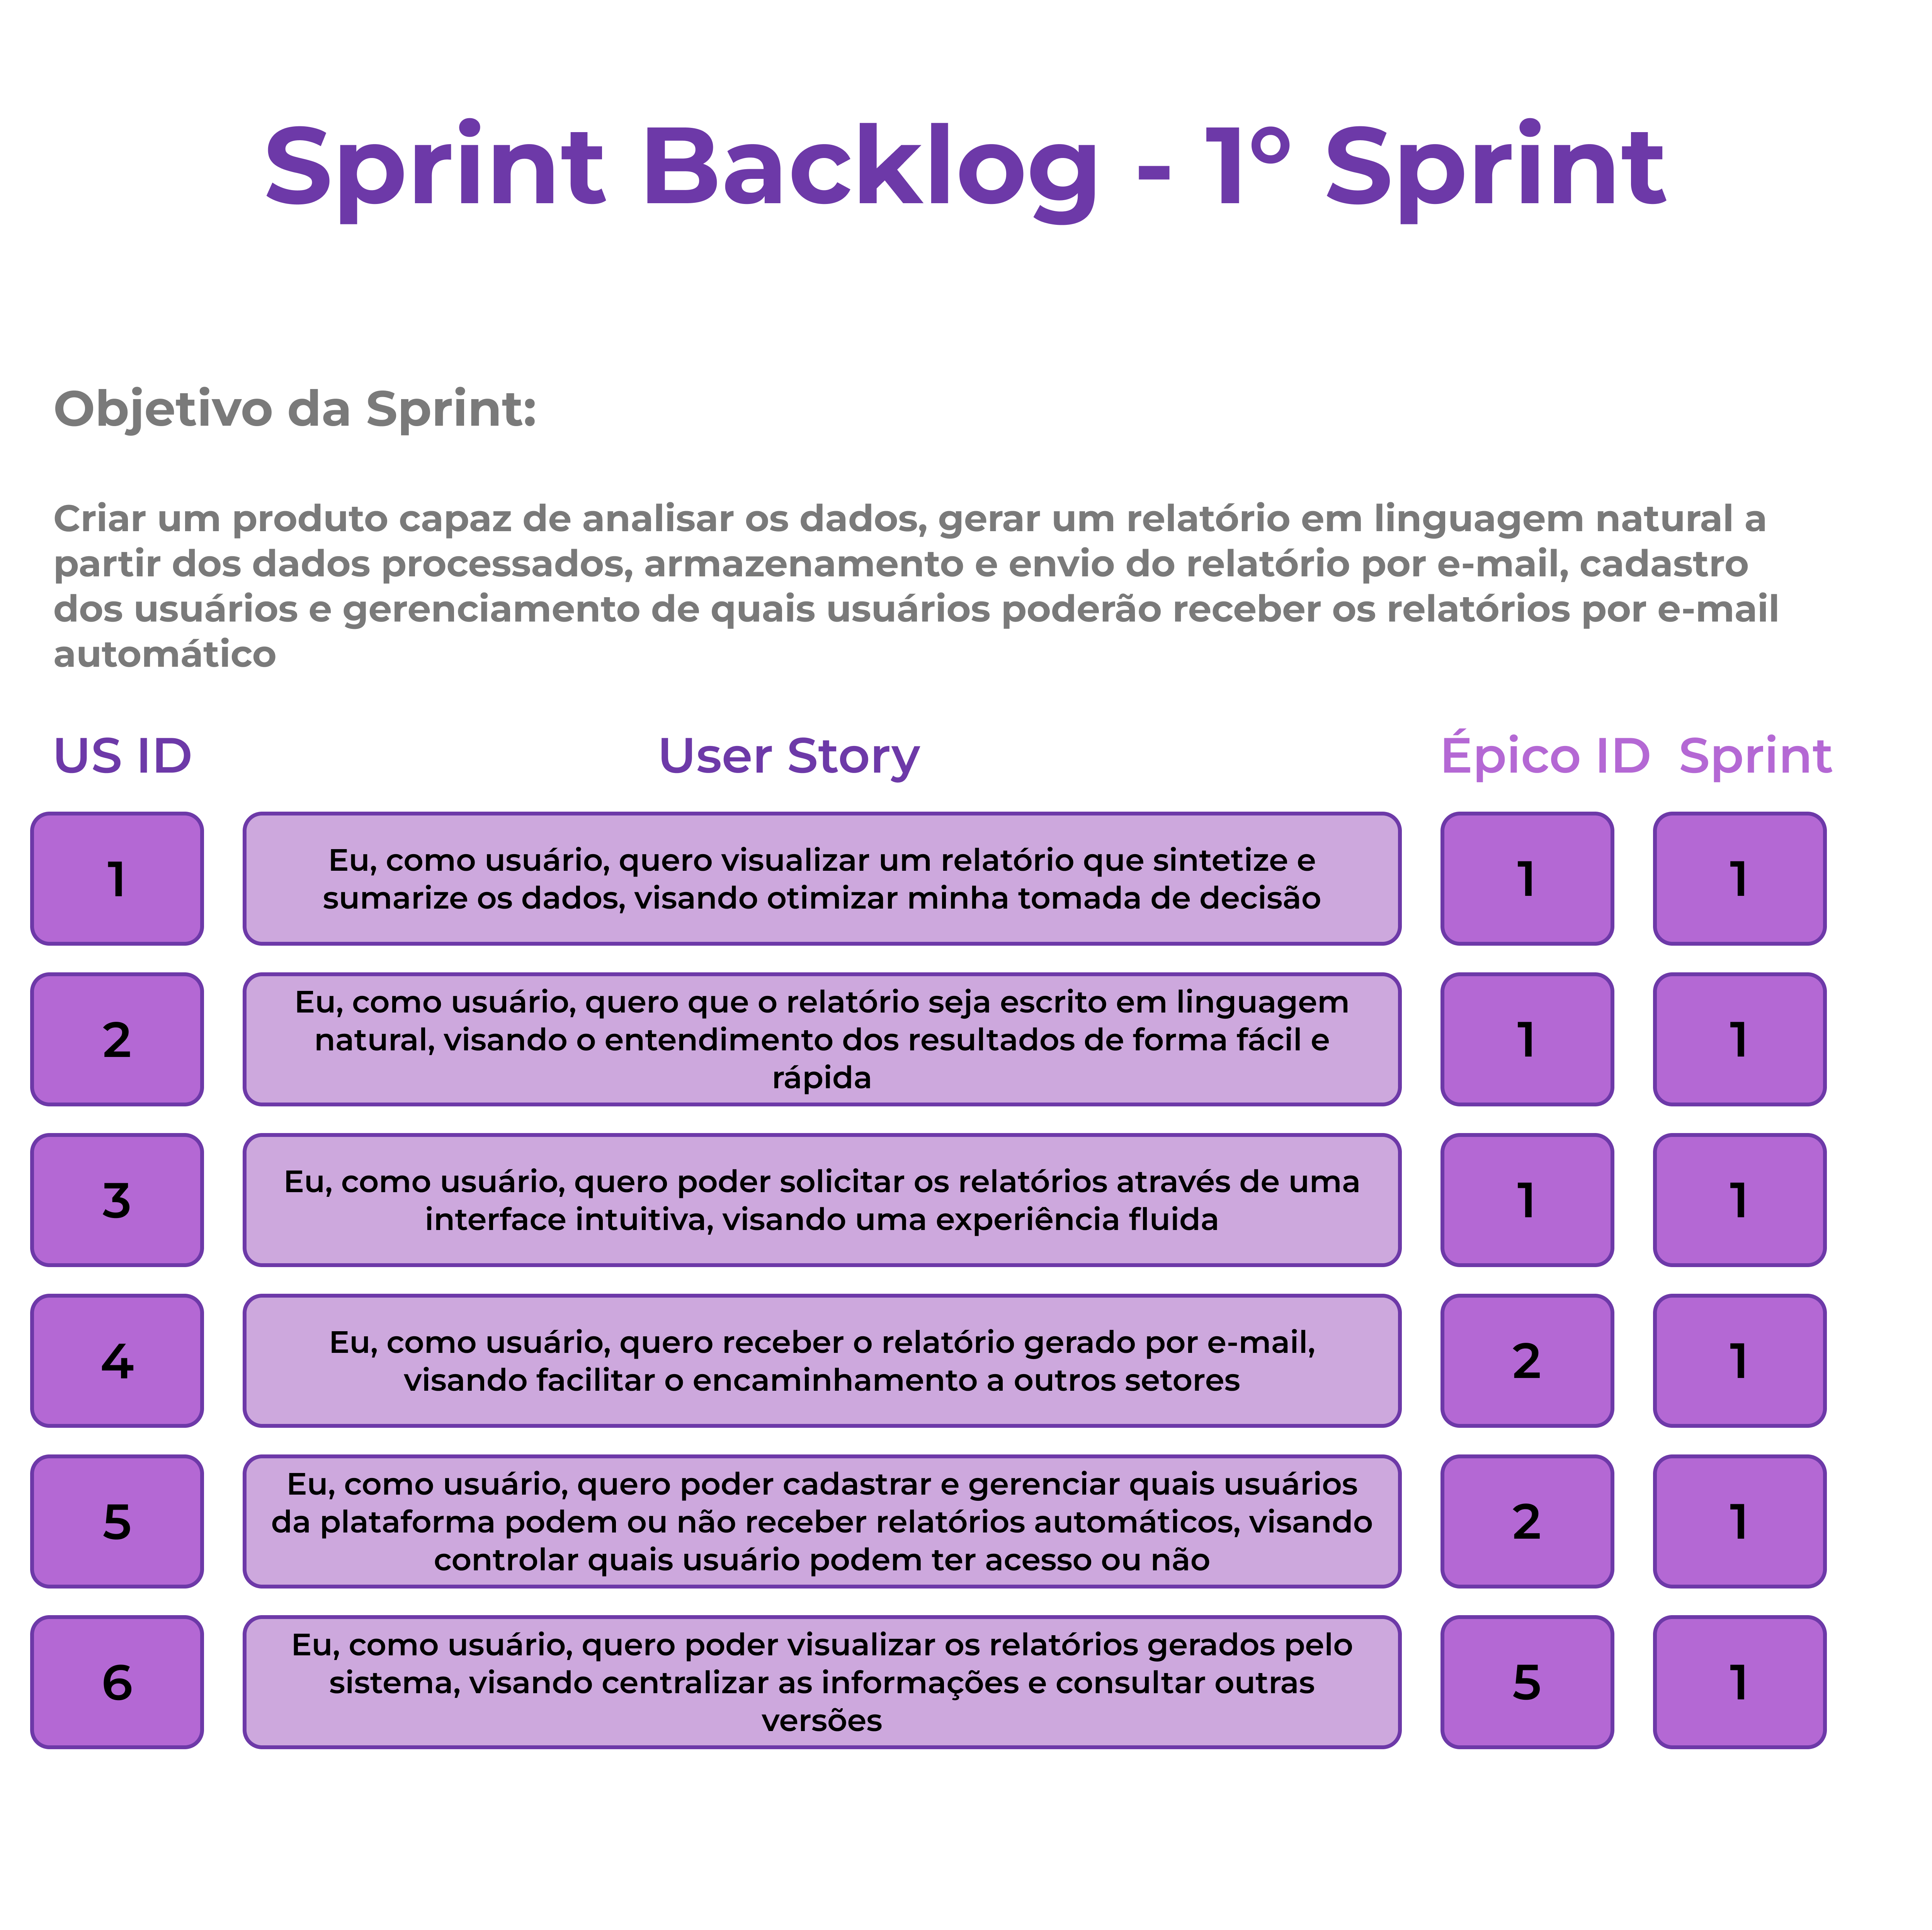 Sprint Backlog - 1° Sprint
Objetivo da Sprint:
Criar um produto capaz de analisar os dados, gerar um relatório em linguagem natural a
partir dos dados processados, armazenamento e envio do relatório por e-mail, cadastro
dos usuários e gerenciamento de quais usuários poderão receber os relatórios por e-mail
automático
US ID User Story Épico ID Sprint
1
Eu, como usuário, quero visualizar um relatório que sintetize e
sumarize os dados, visando otimizar minha tomada de decisão
1
1
2
Eu, como usuário, quero que o relatório seja escrito em linguagem
natural, visando o entendimento dos resultados de forma fácil e
rápida
1
1
3
Eu, como usuário, quero poder solicitar os relatórios através de uma
interface intuitiva, visando uma experiência fluida
1
1
4
Eu, como usuário, quero receber o relatório gerado por e-mail,
visando facilitar o encaminhamento a outros setores
2
1
5
Eu, como usuário, quero poder cadastrar e gerenciar quais usuários
da plataforma podem ou não receber relatórios automáticos, visando
controlar quais usuário podem ter acesso ou não
2
1
6
Eu, como usuário, quero poder visualizar os relatórios gerados pelo
sistema, visando centralizar as informações e consultar outras
versões
5
1